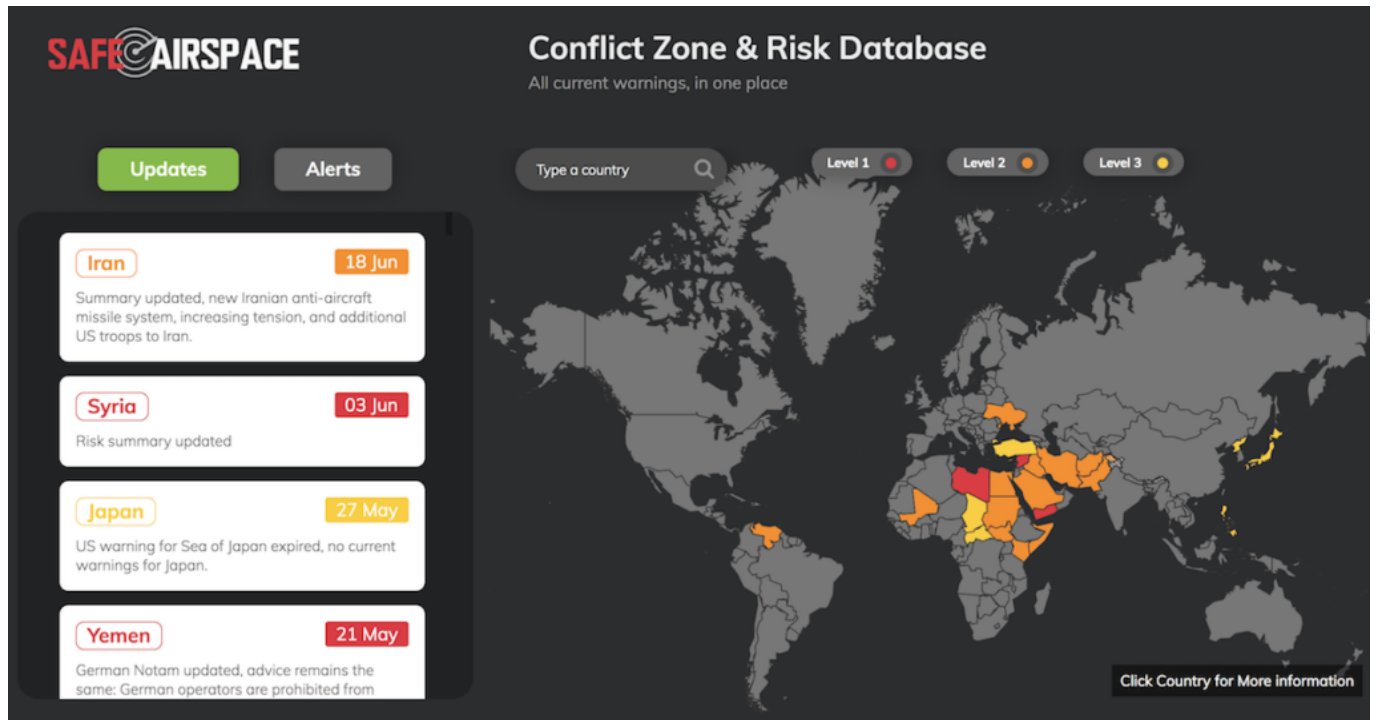 SAFE AIRSPACE
Conflict Zone & Risk Database
All current warnings, in one place
Updates
Alerts
Type a country
Level 1
Level 2
Level 3
Iran
18 Jun
Summary updated, new Iranian anti-aircraft
missile system, increasing tension, and additional
US troops to Iran.
Syria
03 Jun
Risk summary updated
Japan
27 May
US warning for Sea of Japan expired, no current
warnings for Japan.
Yemen
21 May
German Notam updated, advice remains the
same: German operators are prohibited from
Click Country for More information